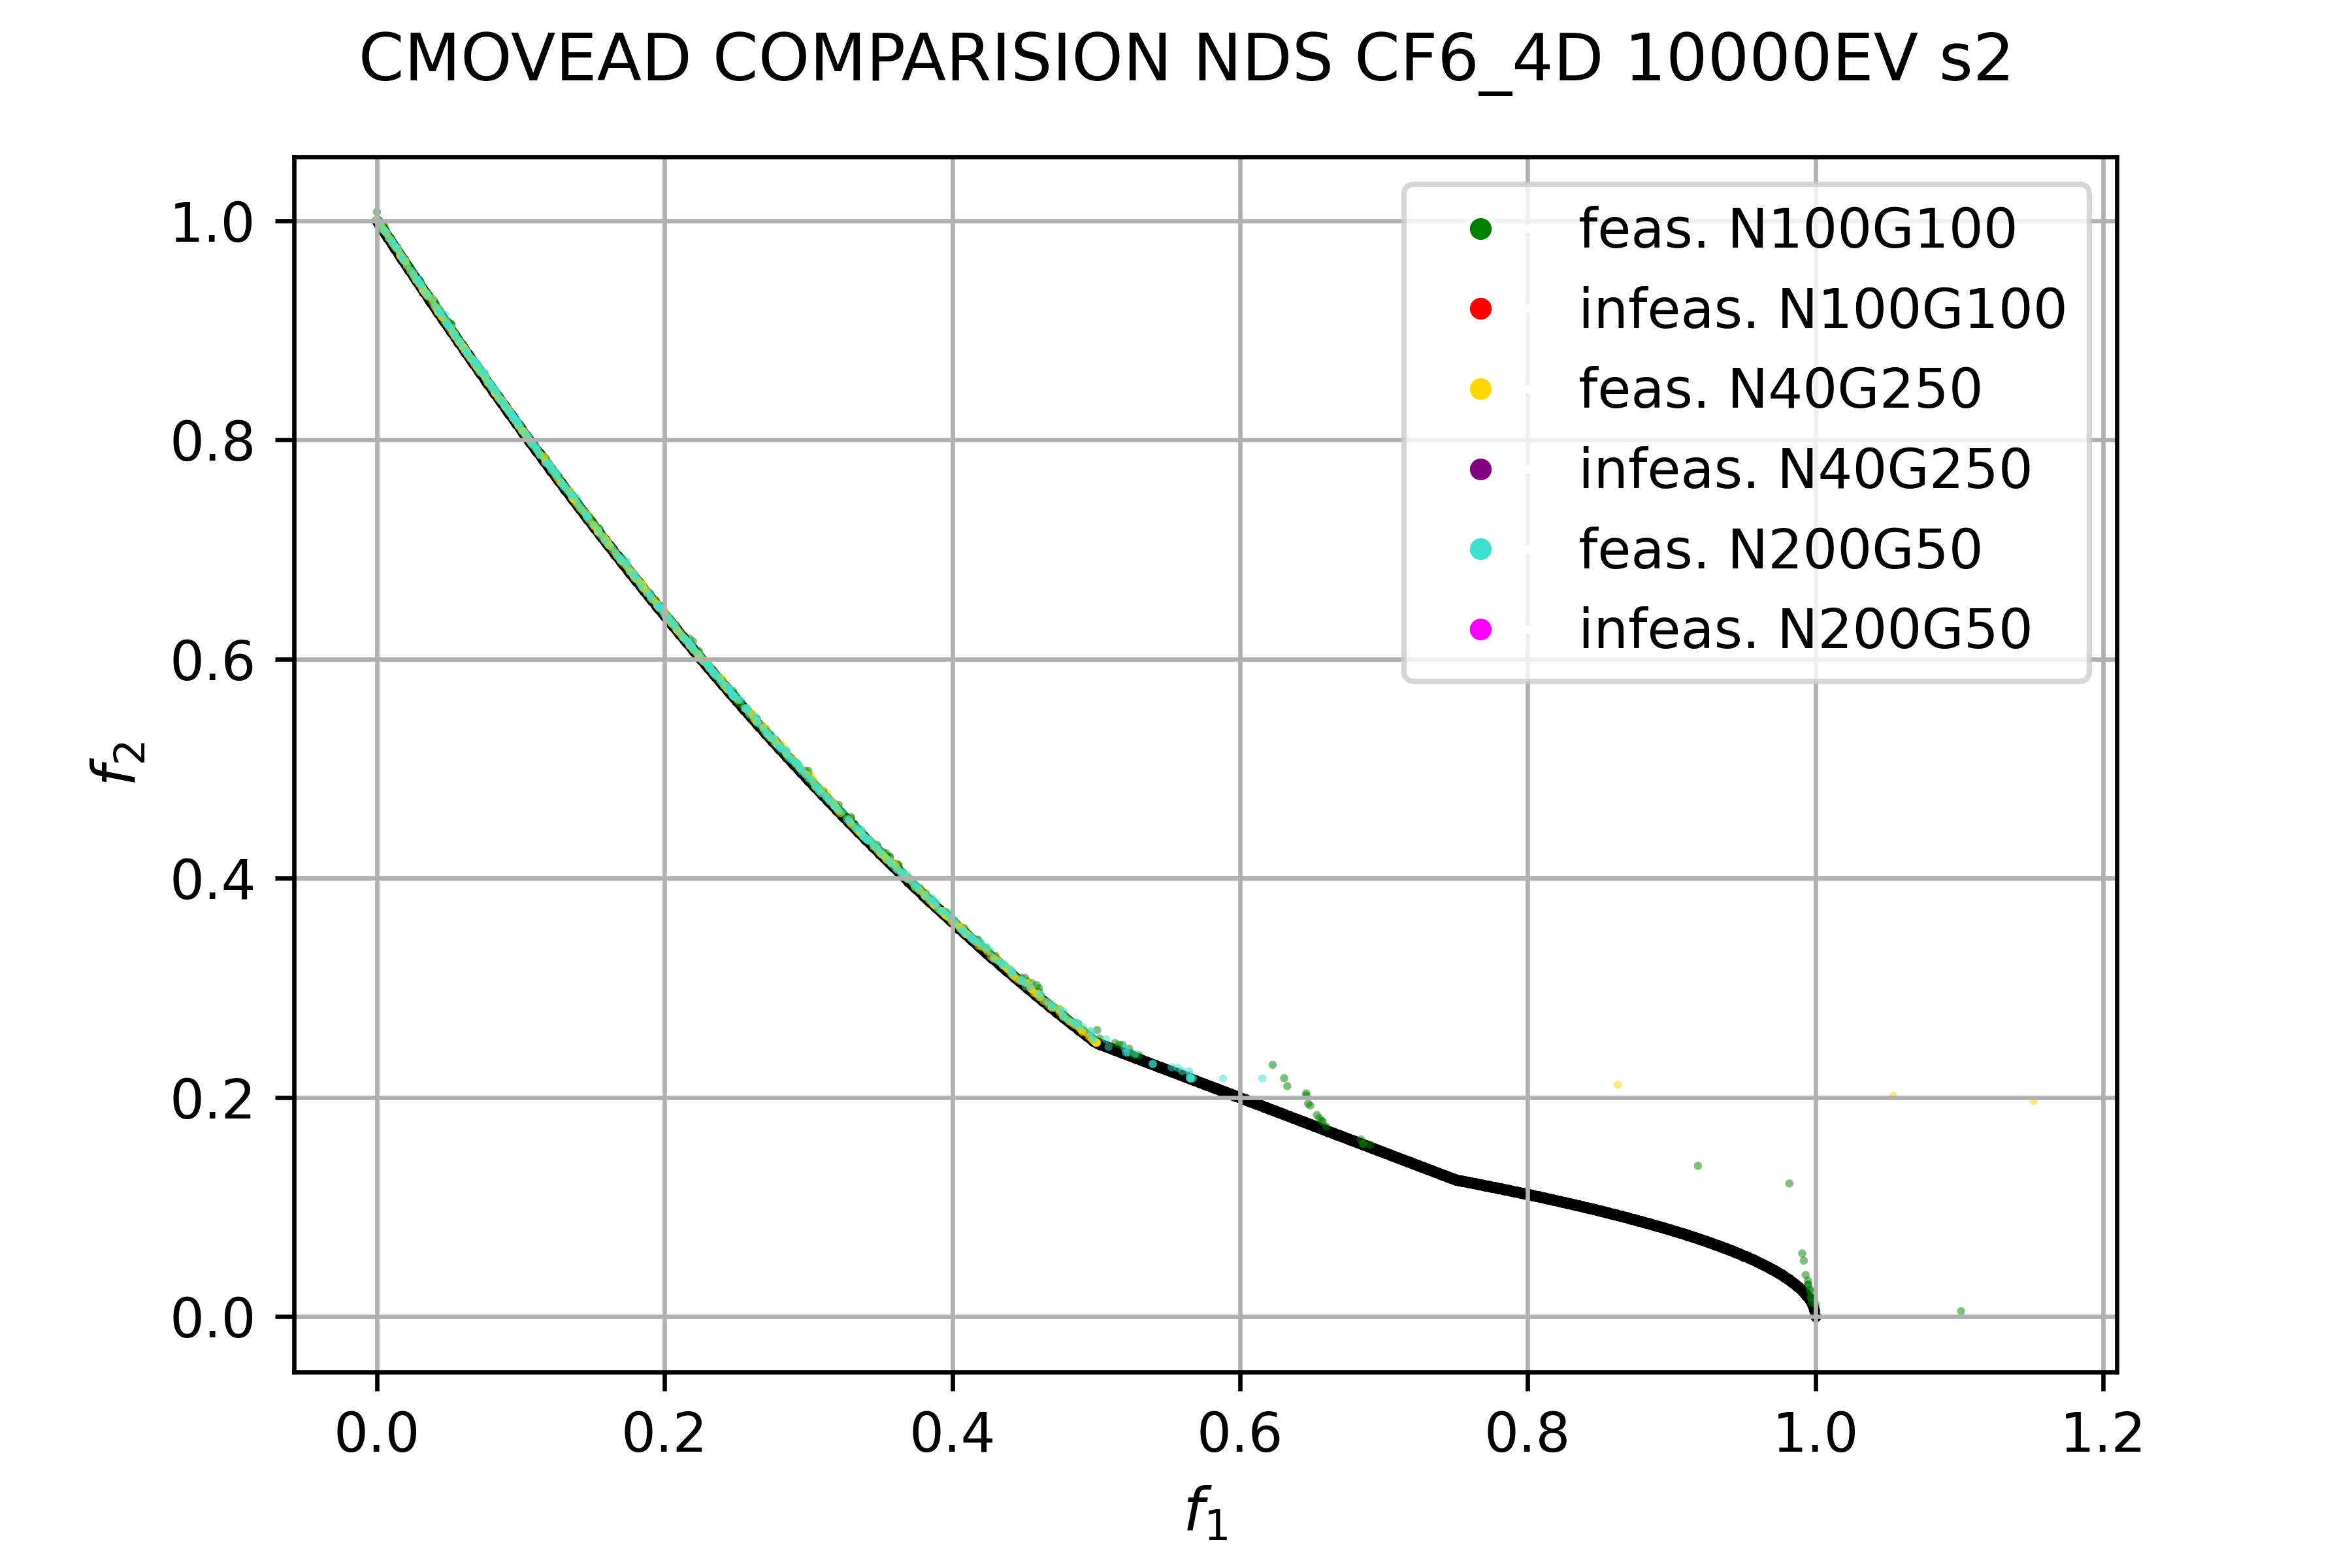 CMOVEAD COMPARISION NDS CF6_4D 10000EV s2
feas. N100G100
infeas. N100G100
feas. N40G250
infeas. N40G250
feas. N200G50
infeas. N200G50
1.0
0.8
0.6
0.4
0.2
0.0
f2
0.0 0.2 0.4 0.6 0.8 1.0 1.2
f1